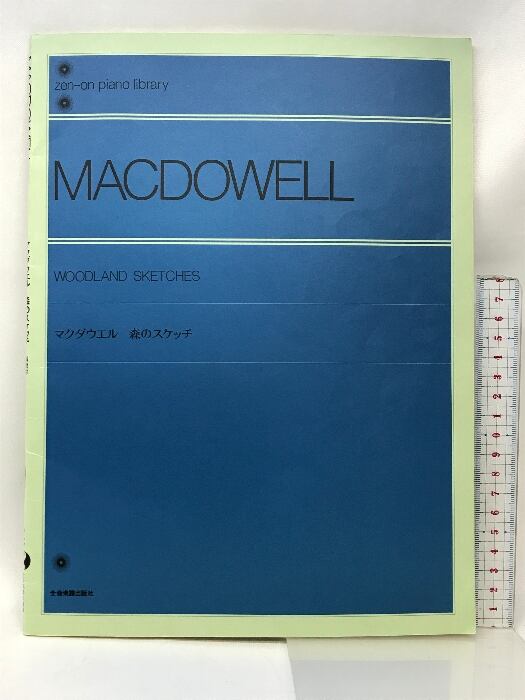 zen-on piano library
MACDOWELL
WOODLAND SKETCHES
マクダウエル 森のスケッチ
全音楽譜出版社